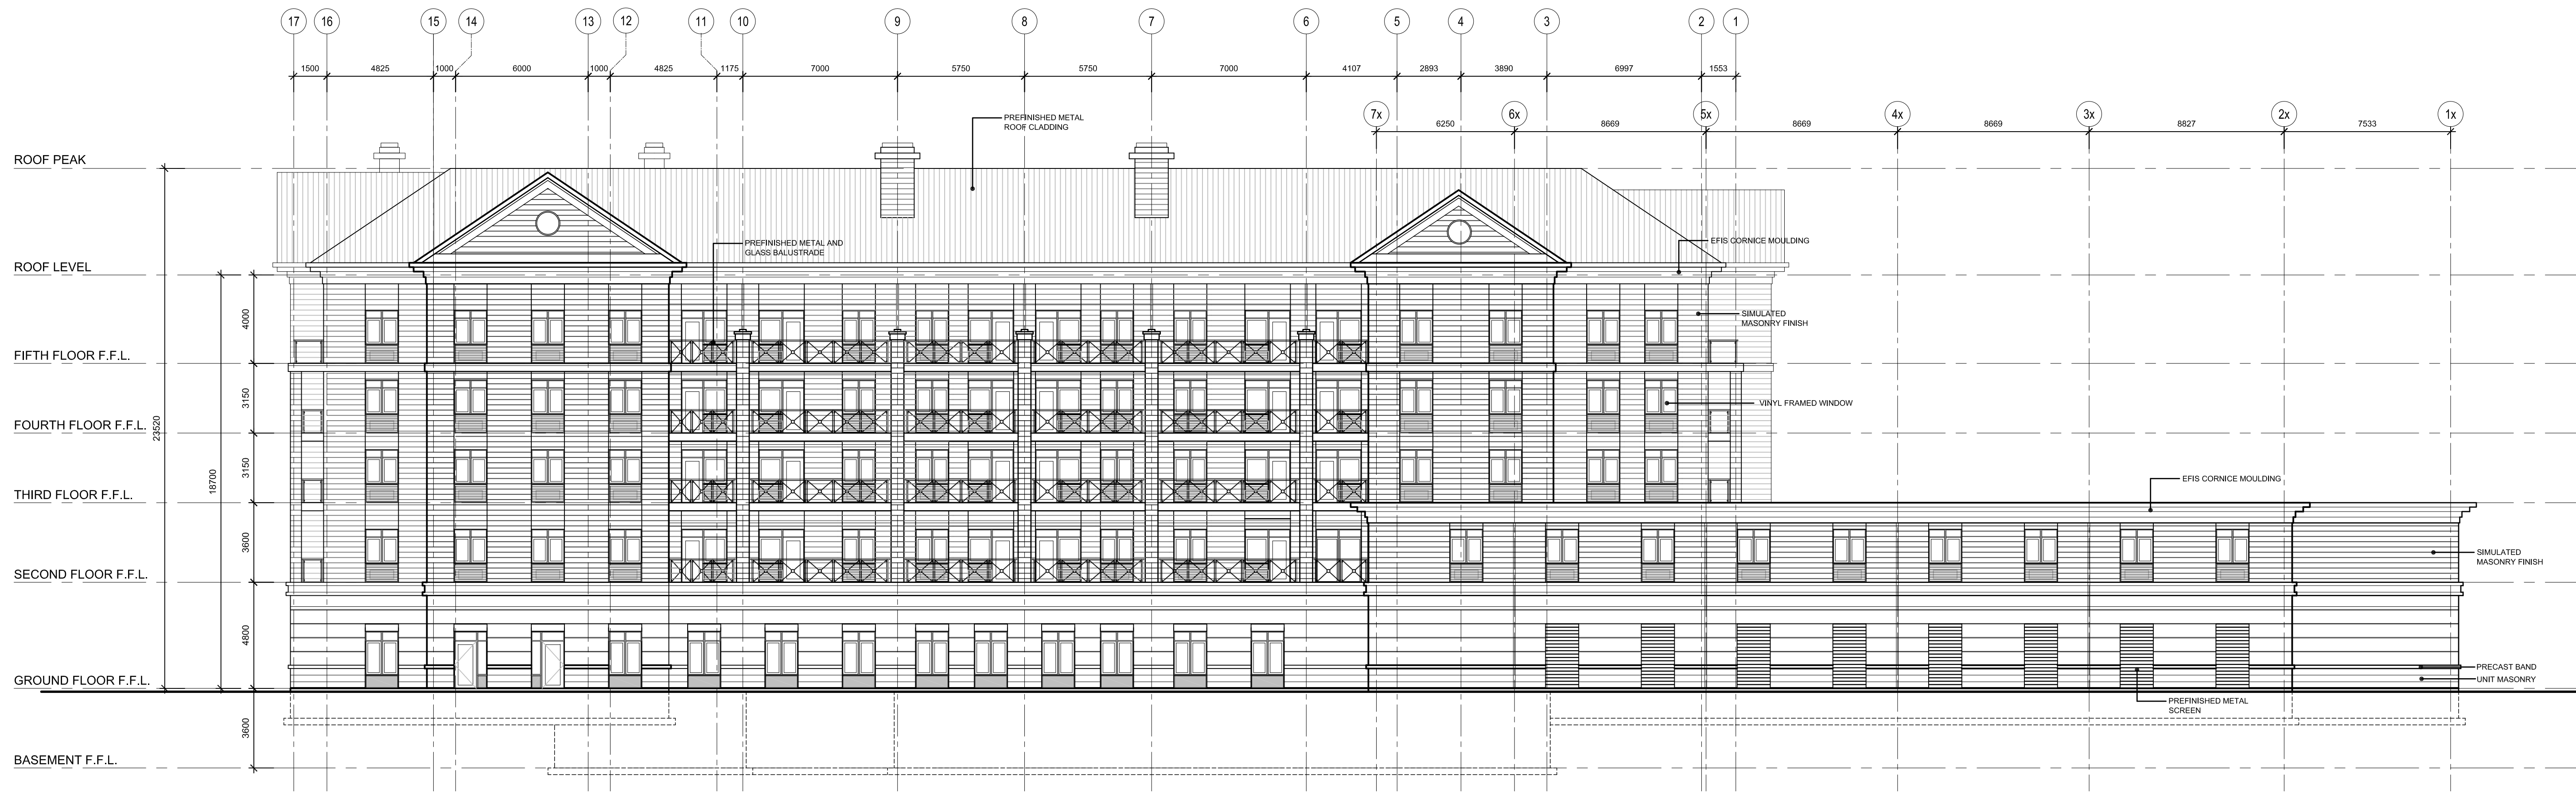 17 16 15 14 13 12 11 10 9 8 7 6 5 4 3 2 1
1500 4825 1000 6000 1000 4825 1175 7000 5750 5750 7000 4107 2893 3890 6997 1553
7x 6x 5x 4x 3x 2x 1x
6250 8669 8669 8669 8827 7533
PREFINISHED METAL
ROOF CLADDING
ROOF PEAK
PREFINISHED METAL AND
GLASS BALUSTRADE
EFIS CORNICE MOULDING
ROOF LEVEL
4000
SIMULATED
MASONRY FINISH
FIFTH FLOOR F.F.L.
3150
VINYL FRAMED WINDOW
FOURTH FLOOR F.F.L.
23520
18700
3150
EFIS CORNICE MOULDING
THIRD FLOOR F.F.L.
3600
SIMULATED
MASONRY FINISH
SECOND FLOOR F.F.L.
4800
PRECAST BAND
GROUND FLOOR F.F.L.
UNIT MASONRY
PREFINISHED METAL
SCREEN
3600
BASEMENT F.F.L.